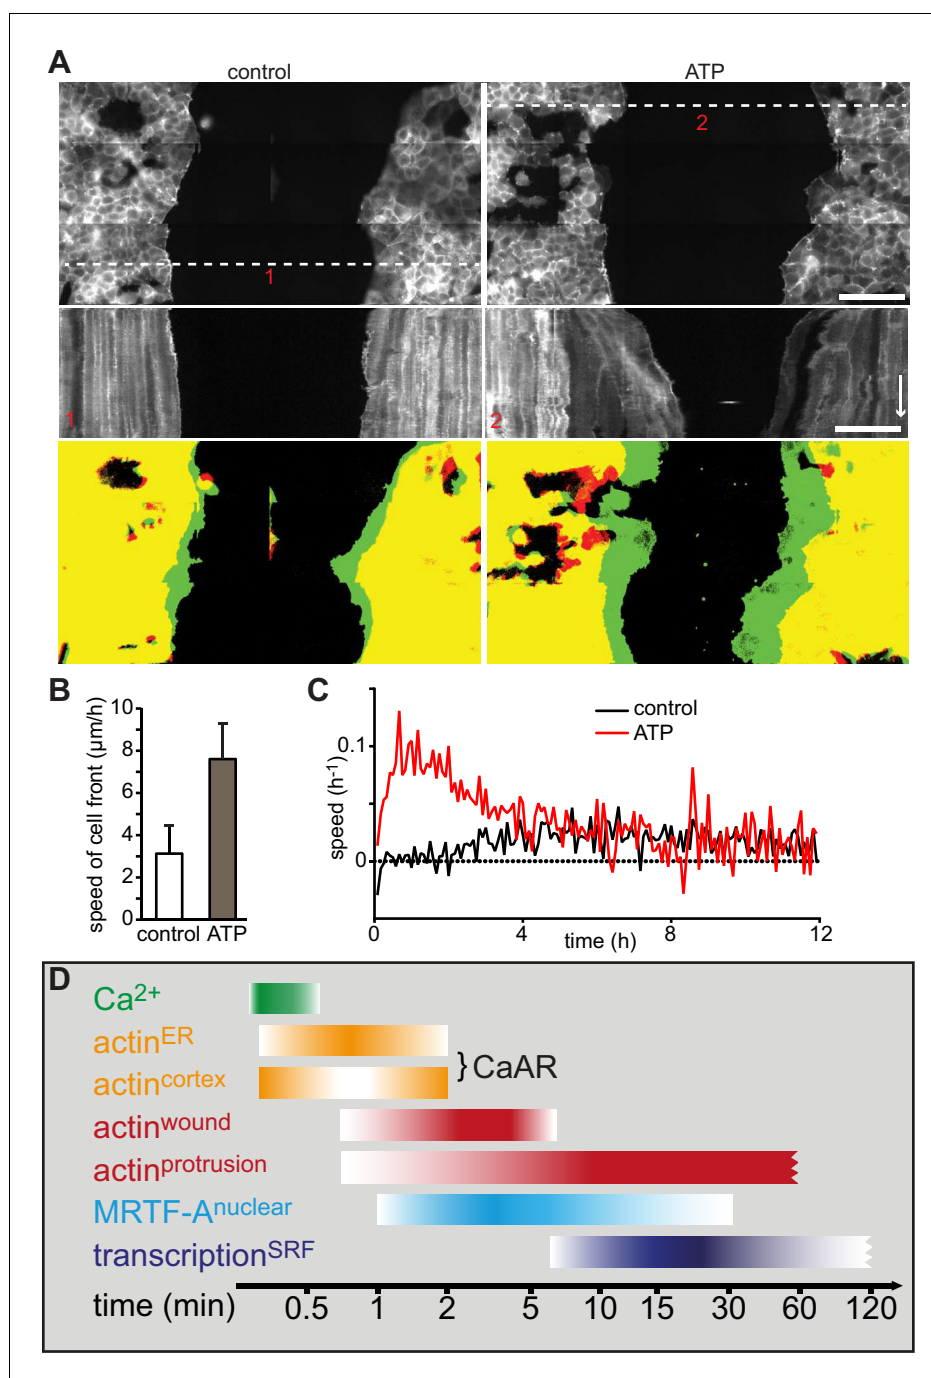 A
control
ATP
2
1
1
2
B
speed of cell front (µm/h)
10
8
6
4
2
0
control ATP
C
control
ATP
speed (h-1)
0.1
0
0
4
8
12
time (h)
D
Ca2+
actinER
actincortex
} CaAR
actinwound
actinprotrusion
MRTF-Anuclear
transcriptionSRF
time (min)
0.5 1 2 5 10 15 30 60 120